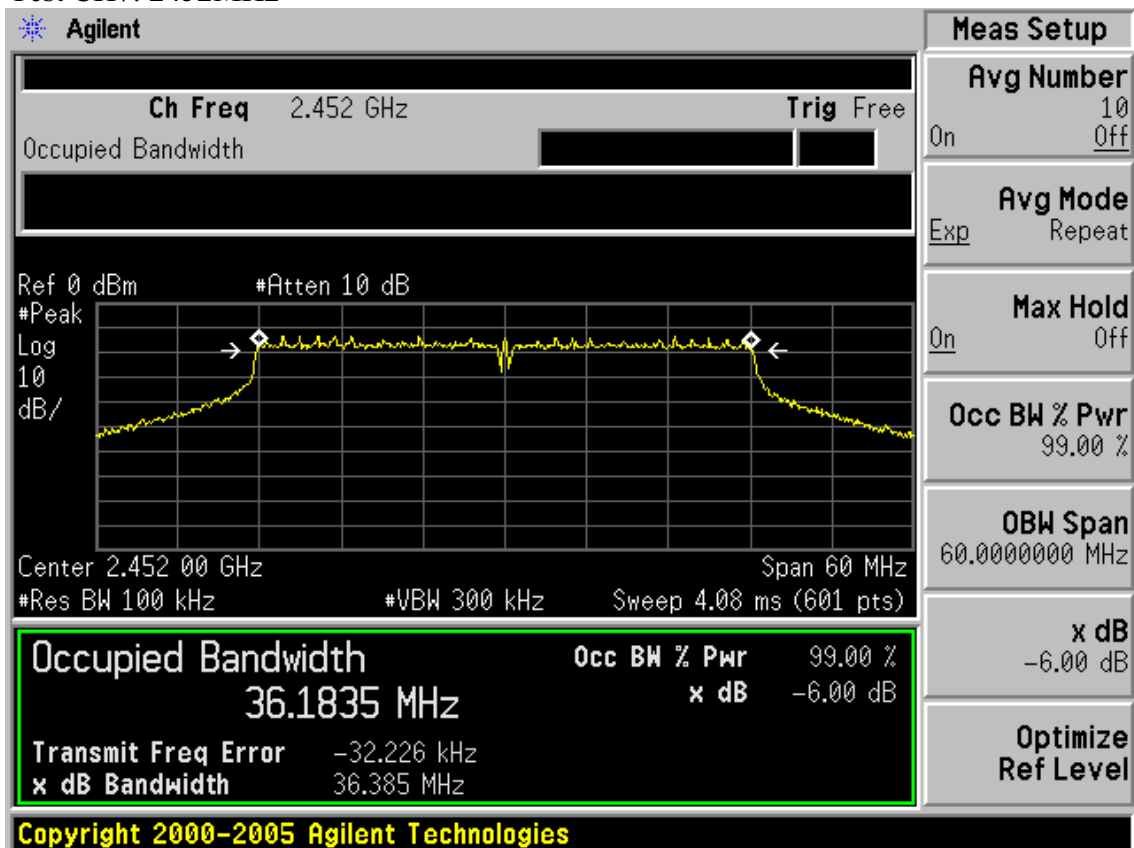 Agilent
Meas Setup
Ch Freq 2.452 GHz Trig Free
Occupied Bandwidth
Avg Number
10
On Off
Avg Mode
Exp Repeat
Max Hold
On Off
Occ BW % Pwr
99.00 %
OBW Span
60.0000000 MHz
x dB
-6.00 dB
Optimize
Ref Level
Ref 0 dBm #Atten 10 dB
#Peak
Log
10
dB/
Center 2.452 00 GHz Span 60 MHz
#Res BW 100 kHz #VBW 300 kHz Sweep 4.08 ms (601 pts)
Occupied Bandwidth Occ BW % Pwr 99.00 %
36.1835 MHz x dB -6.00 dB
Transmit Freq Error -32.226 kHz
x dB Bandwidth 36.385 MHz
Copyright 2000-2005 Agilent Technologies